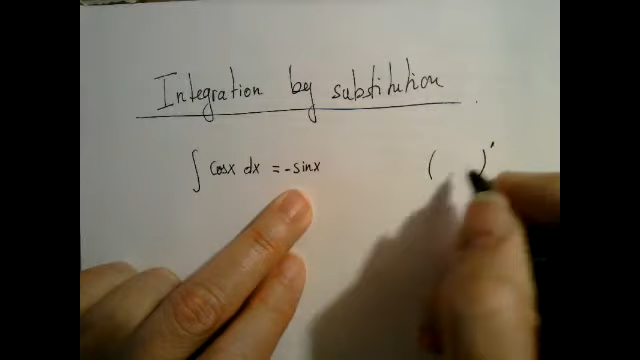 Integration by substitution
∫ cosx dx = -sinx ( )'